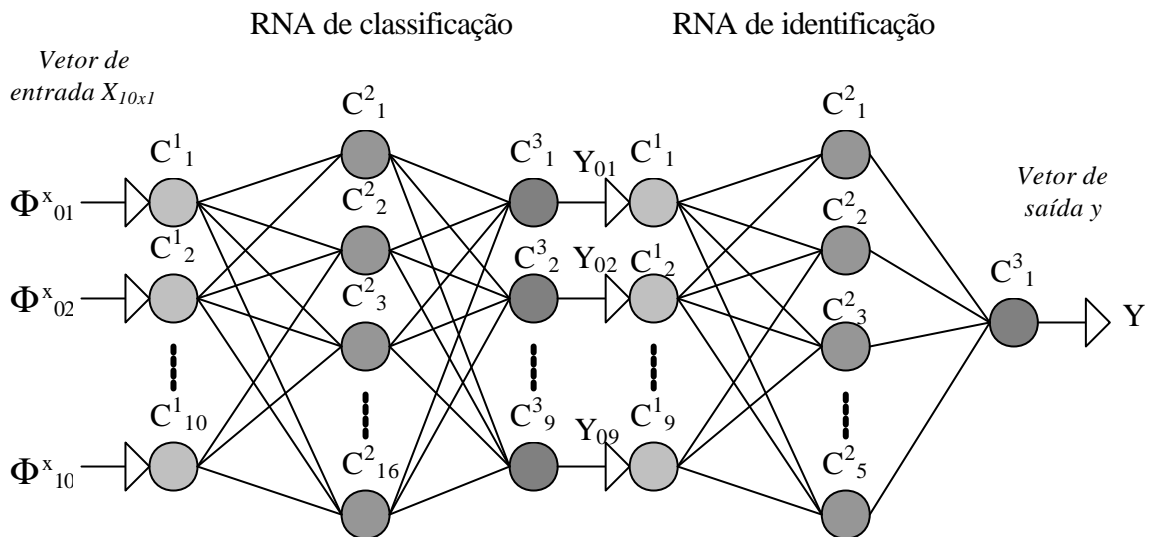 RNA de classificação
RNA de identificação
Vetor de
entrada X10x1
C²1
C²1
C¹1
C³1
Y01
C¹1
Vetor de
saída y
Φˣ01
C²2
C²2
C¹2
C³2
Y02
C¹2
C³1
Φˣ02
C²3
C²3
Y
C¹10
C³9
Y09
C¹9
Φˣ10
C²16
C²5